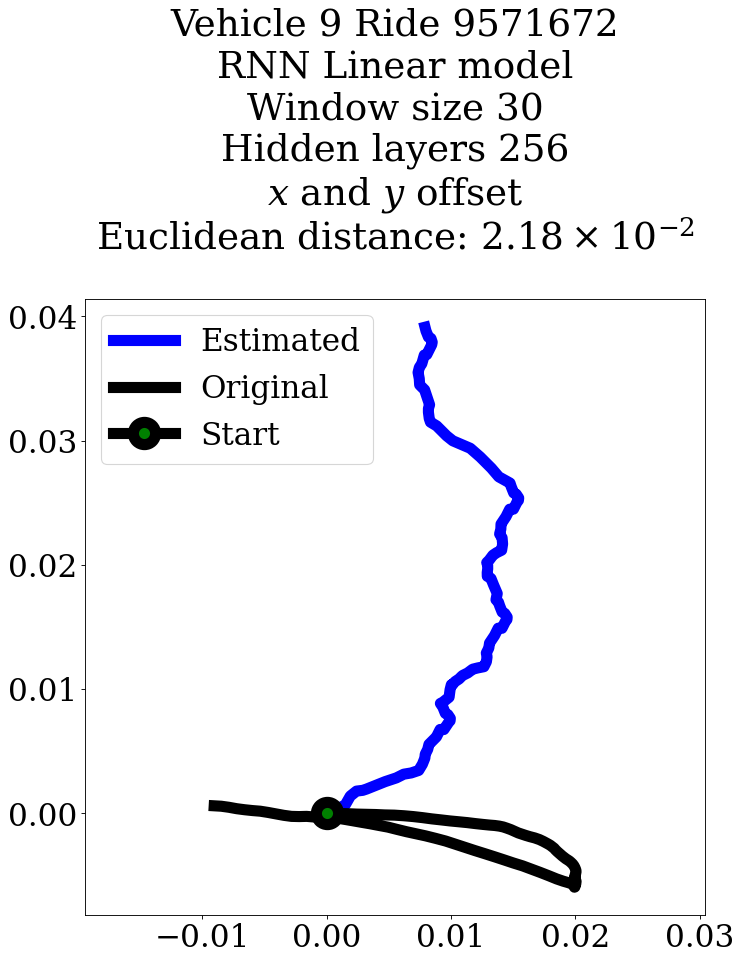 Vehicle 9 Ride 9571672
RNN Linear model
Window size 30
Hidden layers 256
x and y offset
Euclidean distance: 2.18 × 10⁻²
Estimated
Original
Start
0.04
0.03
0.02
0.01
0.00
−0.01 0.00 0.01 0.02 0.03